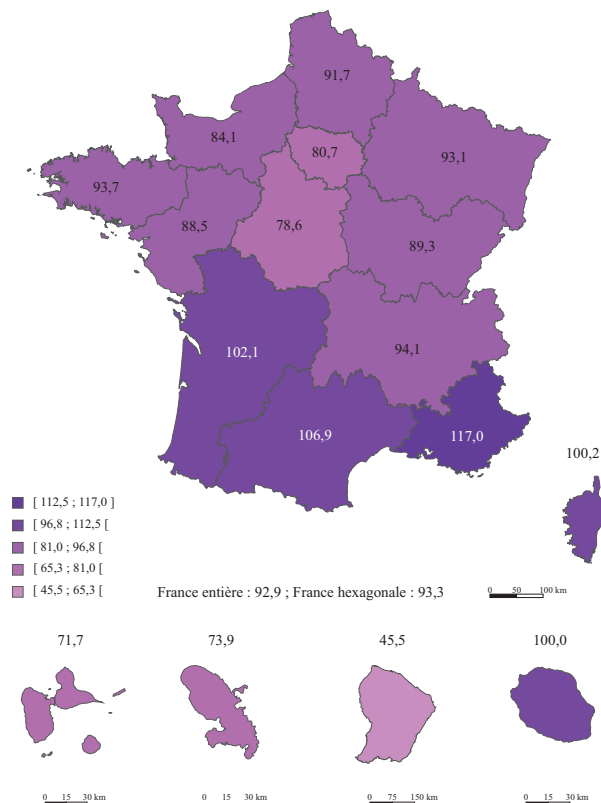 91,7
84,1
80,7
93,1
93,7
88,5
78,6
89,3
102,1
94,1
106,9
117,0
100,2
[ 112,5 ; 117,0 ]
[ 96,8 ; 112,5 [
[ 81,0 ; 96,8 [
[ 65,3 ; 81,0 [
[ 45,5 ; 65,3 [
France entière : 92,9 ; France hexagonale : 93,3
0 50 100 km
71,7
73,9
45,5
100,0
0 15 30 km
0 15 30 km
0 75 150 km
0 15 30 km